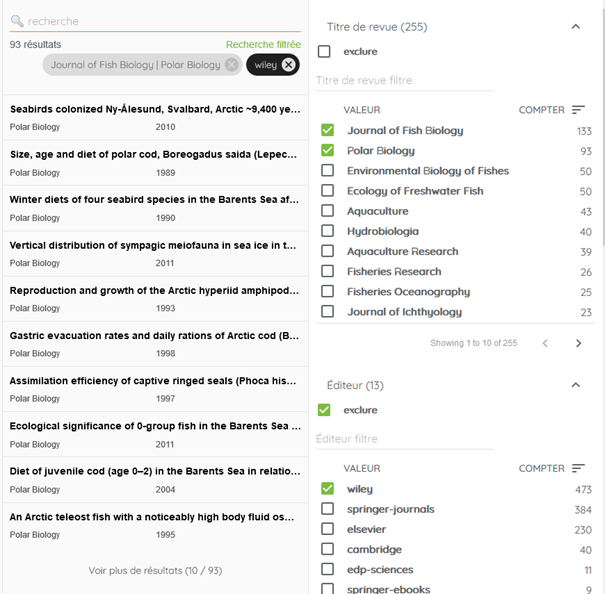 recherche
93 résultats
Recherche filtrée
Journal of Fish Biology | Polar Biology
wiley
Seabirds colonized Ny-Ålesund, Svalbard, Arctic ~9,400 ye...
Polar Biology 2010
Size, age and diet of polar cod, Boreogadus saida (Lepec...
Polar Biology 1989
Winter diets of four seabird species in the Barents Sea af...
Polar Biology 1990
Vertical distribution of sympagic meiofauna in sea ice in t...
Polar Biology 2011
Reproduction and growth of the Arctic hyperiid amphipod...
Polar Biology 1993
Gastric evacuation rates and daily rations of Arctic cod (B...
Polar Biology 1998
Assimilation efficiency of captive ringed seals (Phoca his...
Polar Biology 1997
Ecological significance of 0-group fish in the Barents Sea ...
Polar Biology 2011
Diet of juvenile cod (age 0–2) in the Barents Sea in relatio...
Polar Biology 2004
An Arctic teleost fish with a noticeably high body fluid os...
Polar Biology 1995
Voir plus de résultats (10 / 93)
Titre de revue (255)
exclure
Titre de revue filtre
VALEUR COMPTER
Journal of Fish Biology 133
Polar Biology 93
Environmental Biology of Fishes 50
Ecology of Freshwater Fish 50
Aquaculture 43
Hydrobiologia 40
Aquaculture Research 39
Fisheries Research 26
Fisheries Oceanography 25
Journal of Ichthyology 23
Showing 1 to 10 of 255
Éditeur (13)
exclure
Éditeur filtre
VALEUR COMPTER
wiley 473
springer-journals 384
elsevier 230
cambridge 40
edp-sciences 11
springer-ebooks 9